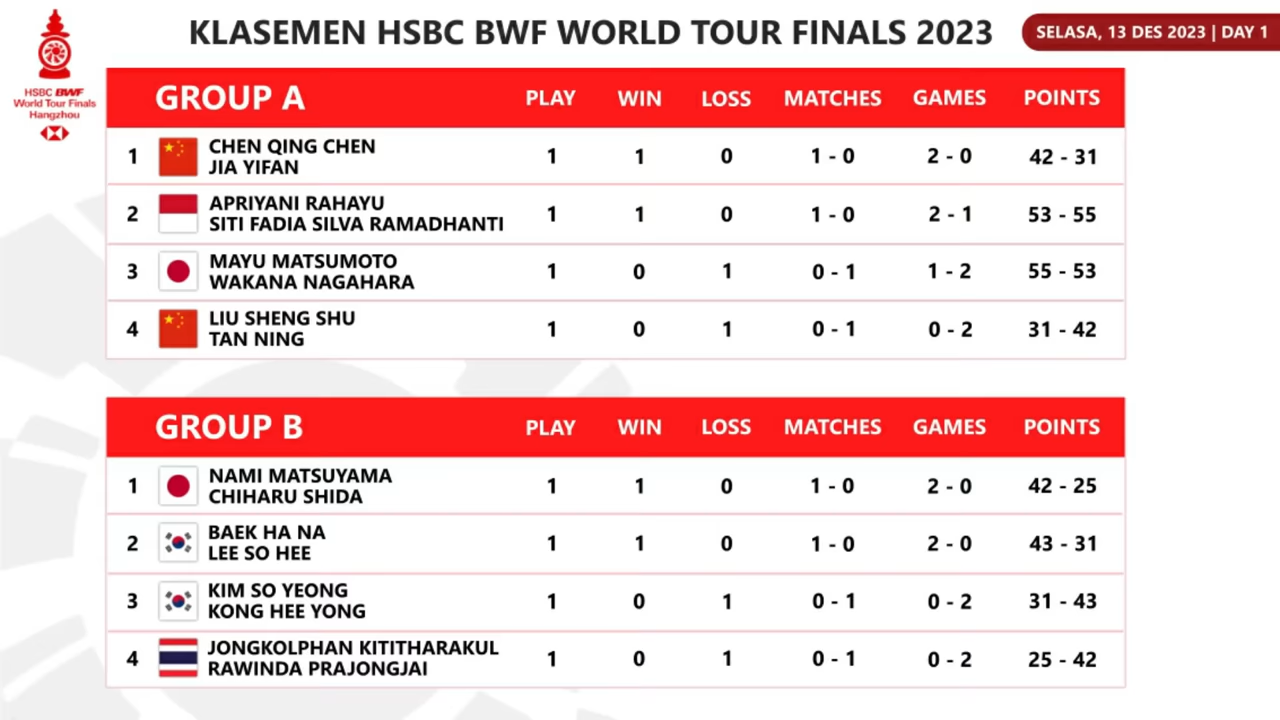 KLASEMEN HSBC BWF WORLD TOUR FINALS 2023
SELASA, 13 DES 2023 | DAY 1
HSBC BWF
World Tour Finals
Hangzhou
GROUP A PLAY WIN LOSS MATCHES GAMES POINTS
1 CHEN QING CHEN
JIA YIFAN 1 1 0 1 - 0 2 - 0 42 - 31
2 APRIYANI RAHAYU
SITI FADIA SILVA RAMADHANTI 1 1 0 1 - 0 2 - 1 53 - 55
3 MAYU MATSUMOTO
WAKANA NAGAHARA 1 0 1 0 - 1 1 - 2 55 - 53
4 LIU SHENG SHU
TAN NING 1 0 1 0 - 1 0 - 2 31 - 42
GROUP B PLAY WIN LOSS MATCHES GAMES POINTS
1 NAMI MATSUYAMA
CHIHARU SHIDA 1 1 0 1 - 0 2 - 0 42 - 25
2 BAEK HA NA
LEE SO HEE 1 1 0 1 - 0 2 - 0 43 - 31
3 KIM SO YEONG
KONG HEE YONG 1 0 1 0 - 1 0 - 2 31 - 43
4 JONGKOLPHAN KITITHARAKUL
RAWINDA PRAJONGJAI 1 0 1 0 - 1 0 - 2 25 - 42